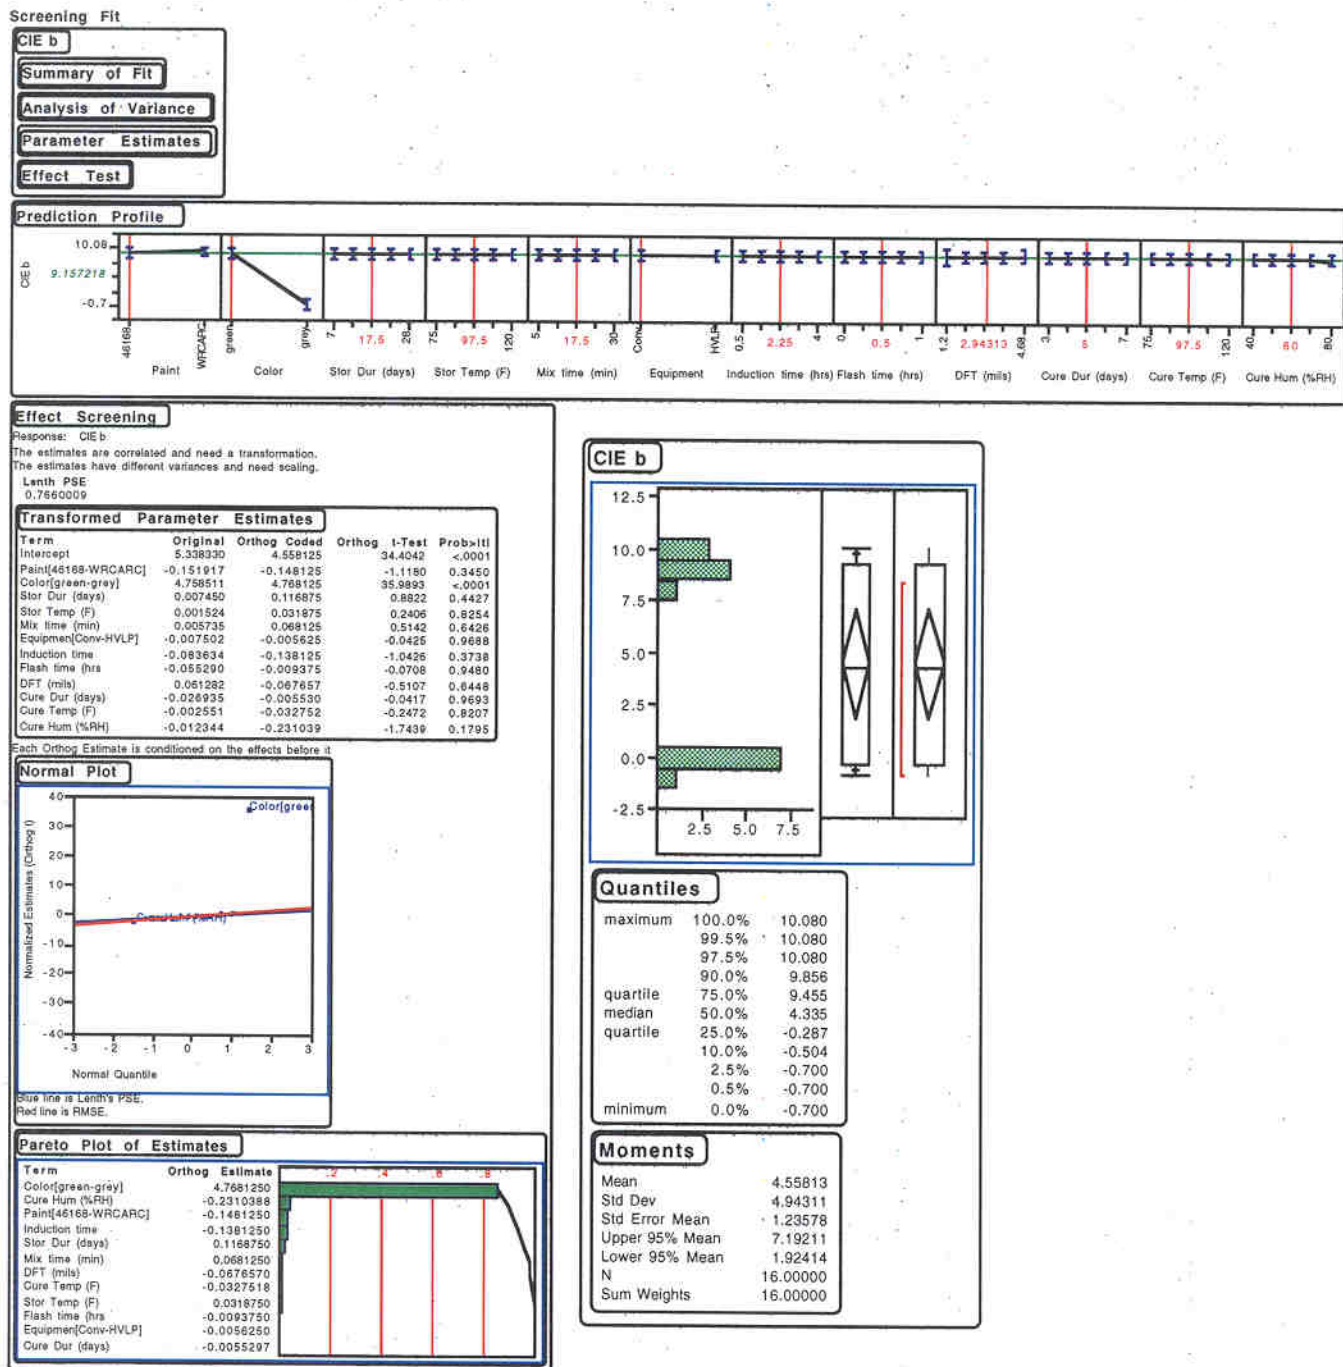 Screening Fit
CIE b
Summary of Fit
Analysis of Variance
Parameter Estimates
Effect Test
Prediction Profile
CIE b
10.08
9.157218
-0.7
46168 WRCARC green grey 7 17.5 28 75 97.5 120 5 17.5 30 Conv HVLP 0.5 2.25 4 0 0.5 1 1.2 2.94313 4.68 3 5 7 75 97.5 120 40 60 80
Paint Color Stor Dur (days) Stor Temp (F) Mix time (min) Equipment Induction time (hrs) Flash time (hrs) DFT (mils) Cure Dur (days) Cure Temp (F) Cure Hum (%RH)
Effect Screening
Response: CIE b
The estimates are correlated and need a transformation.
The estimates have different variances and need scaling.
Lenth PSE
0.7660009
Transformed Parameter Estimates
Term Original Orthog Coded Orthog t-Test Prob>|t|
Intercept 5.338330 4.558125 34.4042 <.0001
Paint[46168-WRCARC] -0.151917 -0.148125 -1.1180 0.3450
Color[green-grey] 4.758511 4.768125 35.9893 <.0001
Stor Dur (days) 0.007450 0.116875 0.8822 0.4427
Stor Temp (F) 0.001524 0.031875 0.2406 0.8254
Mix time (min) 0.005735 0.068125 0.5142 0.6426
Equipmen[Conv-HVLP] -0.007502 -0.005625 -0.0425 0.9688
Induction time -0.083634 -0.138125 -1.0426 0.3738
Flash time (hrs -0.055290 -0.009375 -0.0708 0.9480
DFT (mils) 0.061282 -0.067657 -0.5107 0.6448
Cure Dur (days) -0.026935 -0.005530 -0.0417 0.9693
Cure Temp (F) -0.002551 -0.032752 -0.2472 0.8207
Cure Hum (%RH) -0.012344 -0.231039 -1.7439 0.1795
Each Orthog Estimate is conditioned on the effects before it
Normal Plot
Normalized Estimates (Orthog t)
40
30
20
10
0
-10
-20
-30
-40
Color[gree
Cure Hum (%RH)
-3 -2 -1 0 1 2 3
Normal Quantile
Blue line is Lenth's PSE.
Red line is RMSE.
Pareto Plot of Estimates
Term Orthog Estimate .2 .4 .6 .8
Color[green-grey] 4.7681250
Cure Hum (%RH) -0.2310388
Paint[46168-WRCARC] -0.1481250
Induction time -0.1381250
Stor Dur (days) 0.1168750
Mix time (min) 0.0681250
DFT (mils) -0.0676570
Cure Temp (F) -0.0327518
Stor Temp (F) 0.0318750
Flash time (hrs -0.0093750
Equipmen[Conv-HVLP] -0.0056250
Cure Dur (days) -0.0055297
CIE b
12.5
10.0
7.5
5.0
2.5
0.0
-2.5
2.5 5.0 7.5
Quantiles
maximum 100.0% 10.080
99.5% 10.080
97.5% 10.080
90.0% 9.856
quartile 75.0% 9.455
median 50.0% 4.335
quartile 25.0% -0.287
10.0% -0.504
2.5% -0.700
0.5% -0.700
minimum 0.0% -0.700
Moments
Mean 4.55813
Std Dev 4.94311
Std Error Mean 1.23578
Upper 95% Mean 7.19211
Lower 95% Mean 1.92414
N 16.00000
Sum Weights 16.00000